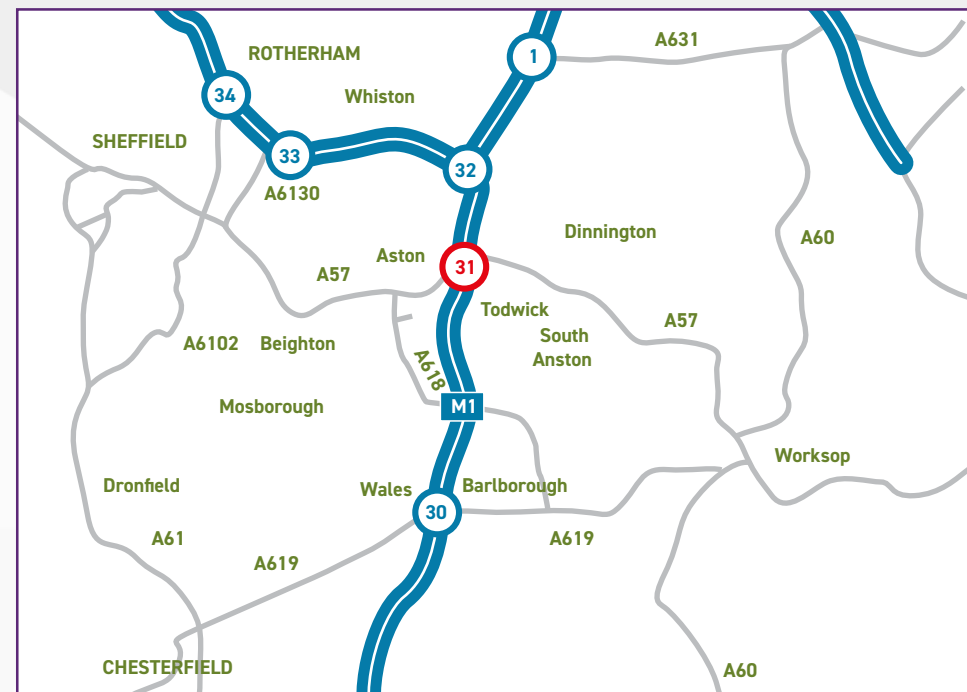 A631
ROTHERHAM
1
34
Whiston
SHEFFIELD
33
32
A6130
Dinnington
A60
Aston
31
A57
Todwick
A57
South
Anston
A6102
Beighton
A618
Mosborough
M1
Worksop
Dronfield
Wales
Barlborough
30
A61
A619
A619
CHESTERFIELD
A60